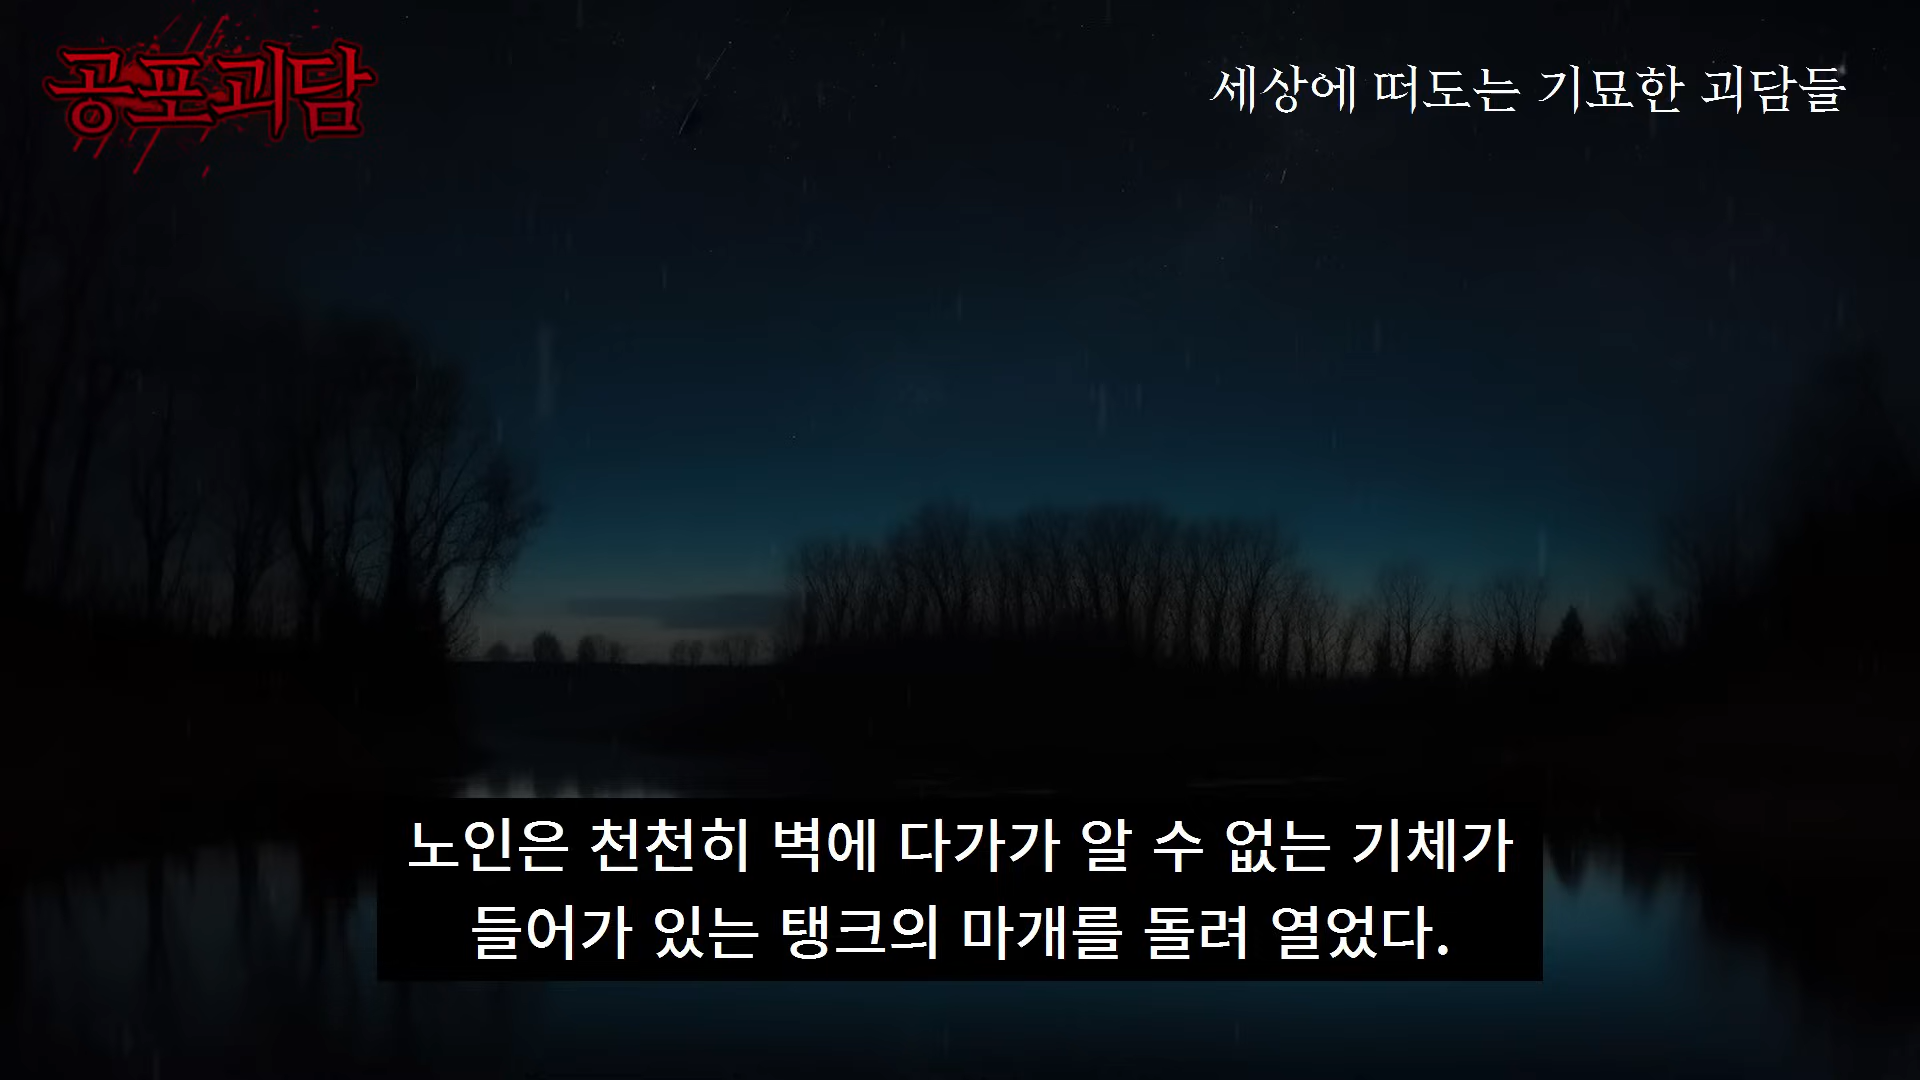 공포괴담
세상에 떠도는 기묘한 괴담들
노인은 천천히 벽에 다가가 알 수 없는 기체가
들어가 있는 탱크의 마개를 돌려 열었다.